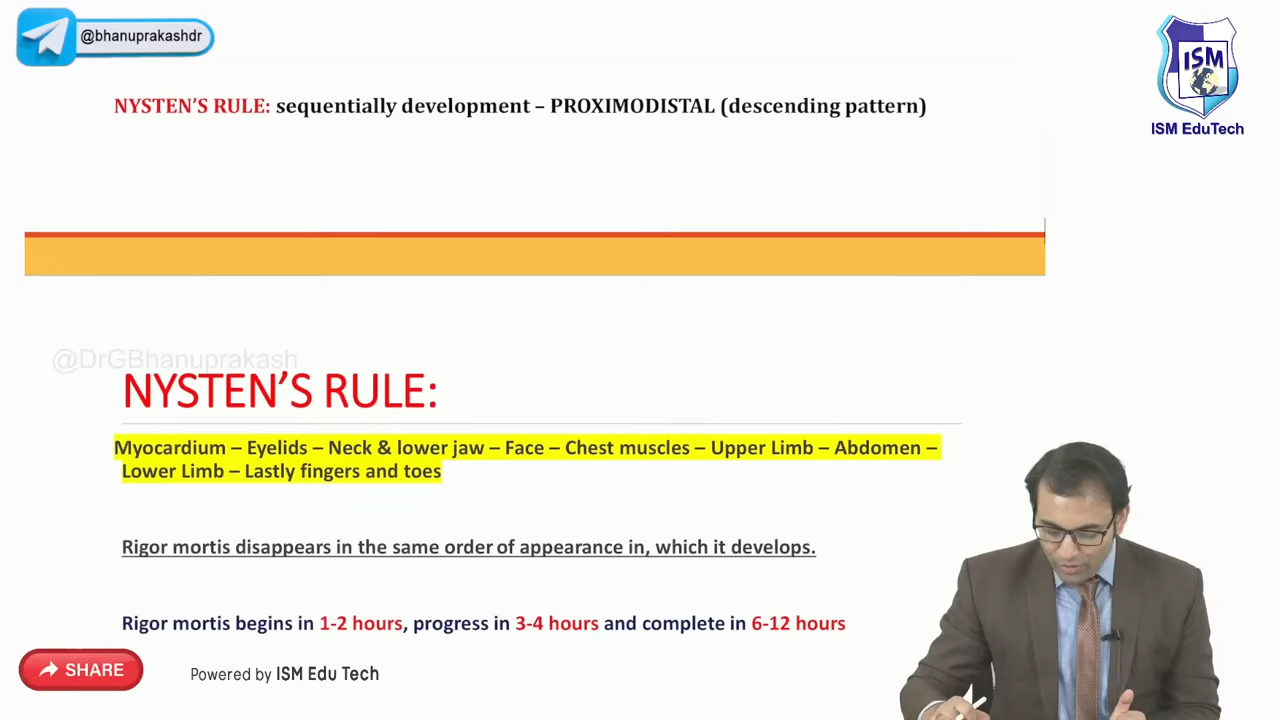 @bhanuprakashdr
ISM
ISM EduTech
NYSTEN'S RULE: sequentially development – PROXIMODISTAL (descending pattern)
@DrGBhanuprakash
NYSTEN'S RULE:
Myocardium – Eyelids – Neck & lower jaw – Face – Chest muscles – Upper Limb – Abdomen –
Lower Limb – Lastly fingers and toes
Rigor mortis disappears in the same order of appearance in, which it develops.
Rigor mortis begins in 1-2 hours, progress in 3-4 hours and complete in 6-12 hours
SHARE
Powered by ISM Edu Tech